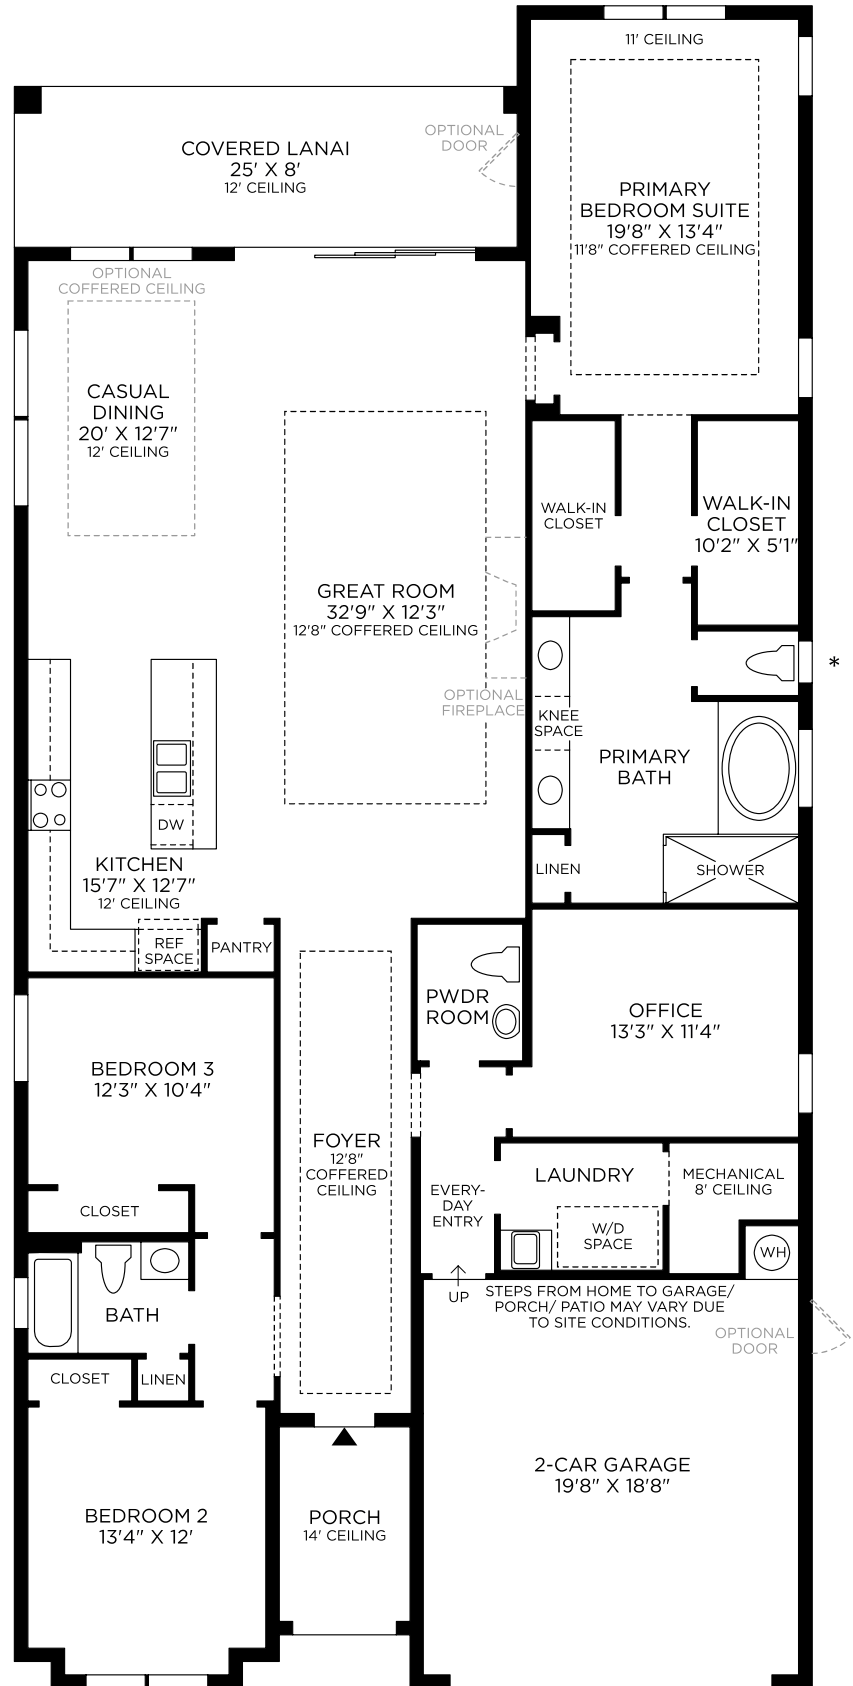 11' CEILING
OPTIONAL
DOOR
COVERED LANAI
25' X 8'
12' CEILING
PRIMARY
BEDROOM SUITE
19'8" X 13'4"
11'8" COFFERED CEILING
OPTIONAL
COFFERED CEILING
CASUAL
DINING
20' X 12'7"
12' CEILING
WALK-IN
CLOSET
WALK-IN
CLOSET
10'2" X 5'1"
GREAT ROOM
32'9" X 12'3"
12'8" COFFERED CEILING
*
OPTIONAL
FIREPLACE
KNEE
SPACE
PRIMARY
BATH
DW
KITCHEN
15'7" X 12'7"
12' CEILING
LINEN
SHOWER
REF
SPACE
PANTRY
PWDR
ROOM
OFFICE
13'3" X 11'4"
BEDROOM 3
12'3" X 10'4"
FOYER
12'8"
COFFERED
CEILING
LAUNDRY
MECHANICAL
8' CEILING
CLOSET
EVERY-
DAY
ENTRY
W/D
SPACE
WH
UP
STEPS FROM HOME TO GARAGE/
PORCH/ PATIO MAY VARY DUE
TO SITE CONDITIONS.
BATH
OPTIONAL
DOOR
CLOSET
LINEN
2-CAR GARAGE
19'8" X 18'8"
BEDROOM 2
13'4" X 12'
PORCH
14' CEILING